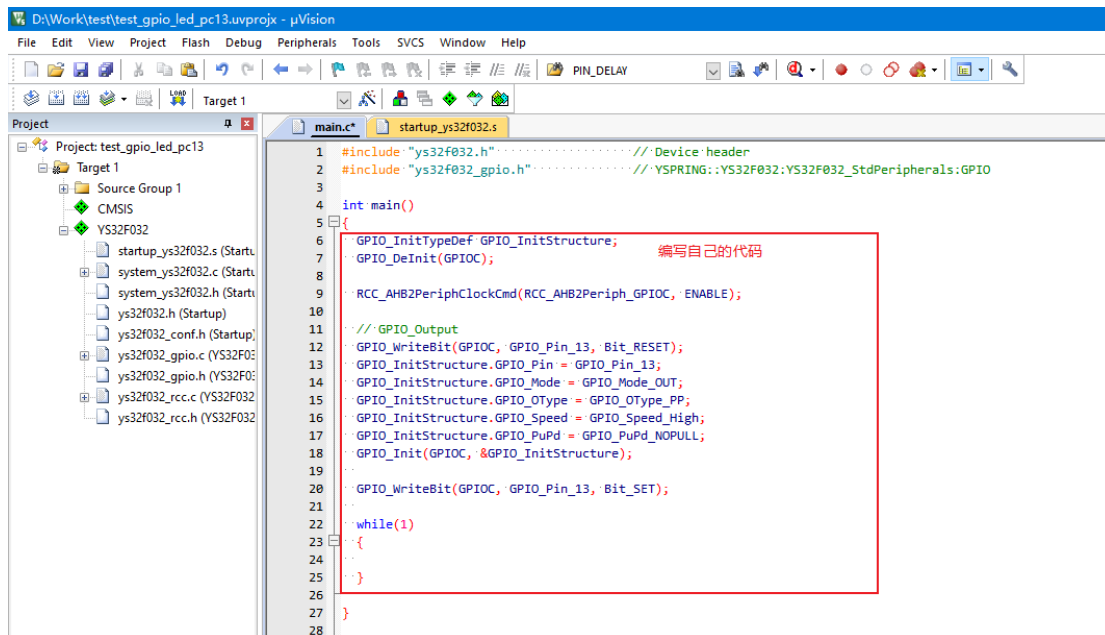 D:\Work\test\test_gpio_led_pc13.uvprojx - µVision
File Edit View Project Flash Debug Peripherals Tools SVCS Window Help
PIN_DELAY
LOAD
Target 1
Project
main.c*
startup_ys32f032.s
Project: test_gpio_led_pc13
Target 1
Source Group 1
CMSIS
YS32F032
startup_ys32f032.s (Startu
system_ys32f032.c (Startu
system_ys32f032.h (Startu
ys32f032.h (Startup)
ys32f032_conf.h (Startup)
ys32f032_gpio.c (YS32F03
ys32f032_gpio.h (YS32F03
ys32f032_rcc.c (YS32F032
ys32f032_rcc.h (YS32F032
1 #include "ys32f032.h" // Device header
2 #include "ys32f032_gpio.h" // YSPRING::YS32F032:YS32F032_StdPeripherals:GPIO
3
4 int main()
5 {
6 GPIO_InitTypeDef GPIO_InitStructure;
编写自己的代码
7 GPIO_DeInit(GPIOC);
8
9 RCC_AHB2PeriphClockCmd(RCC_AHB2Periph_GPIOC, ENABLE);
10
11 // GPIO_Output
12 GPIO_WriteBit(GPIOC, GPIO_Pin_13, Bit_RESET);
13 GPIO_InitStructure.GPIO_Pin = GPIO_Pin_13;
14 GPIO_InitStructure.GPIO_Mode = GPIO_Mode_OUT;
15 GPIO_InitStructure.GPIO_OType = GPIO_OType_PP;
16 GPIO_InitStructure.GPIO_Speed = GPIO_Speed_High;
17 GPIO_InitStructure.GPIO_PuPd = GPIO_PuPd_NOPULL;
18 GPIO_Init(GPIOC, &GPIO_InitStructure);
19
20 GPIO_WriteBit(GPIOC, GPIO_Pin_13, Bit_SET);
21
22 while(1)
23 {
24
25 }
26
27 }
28